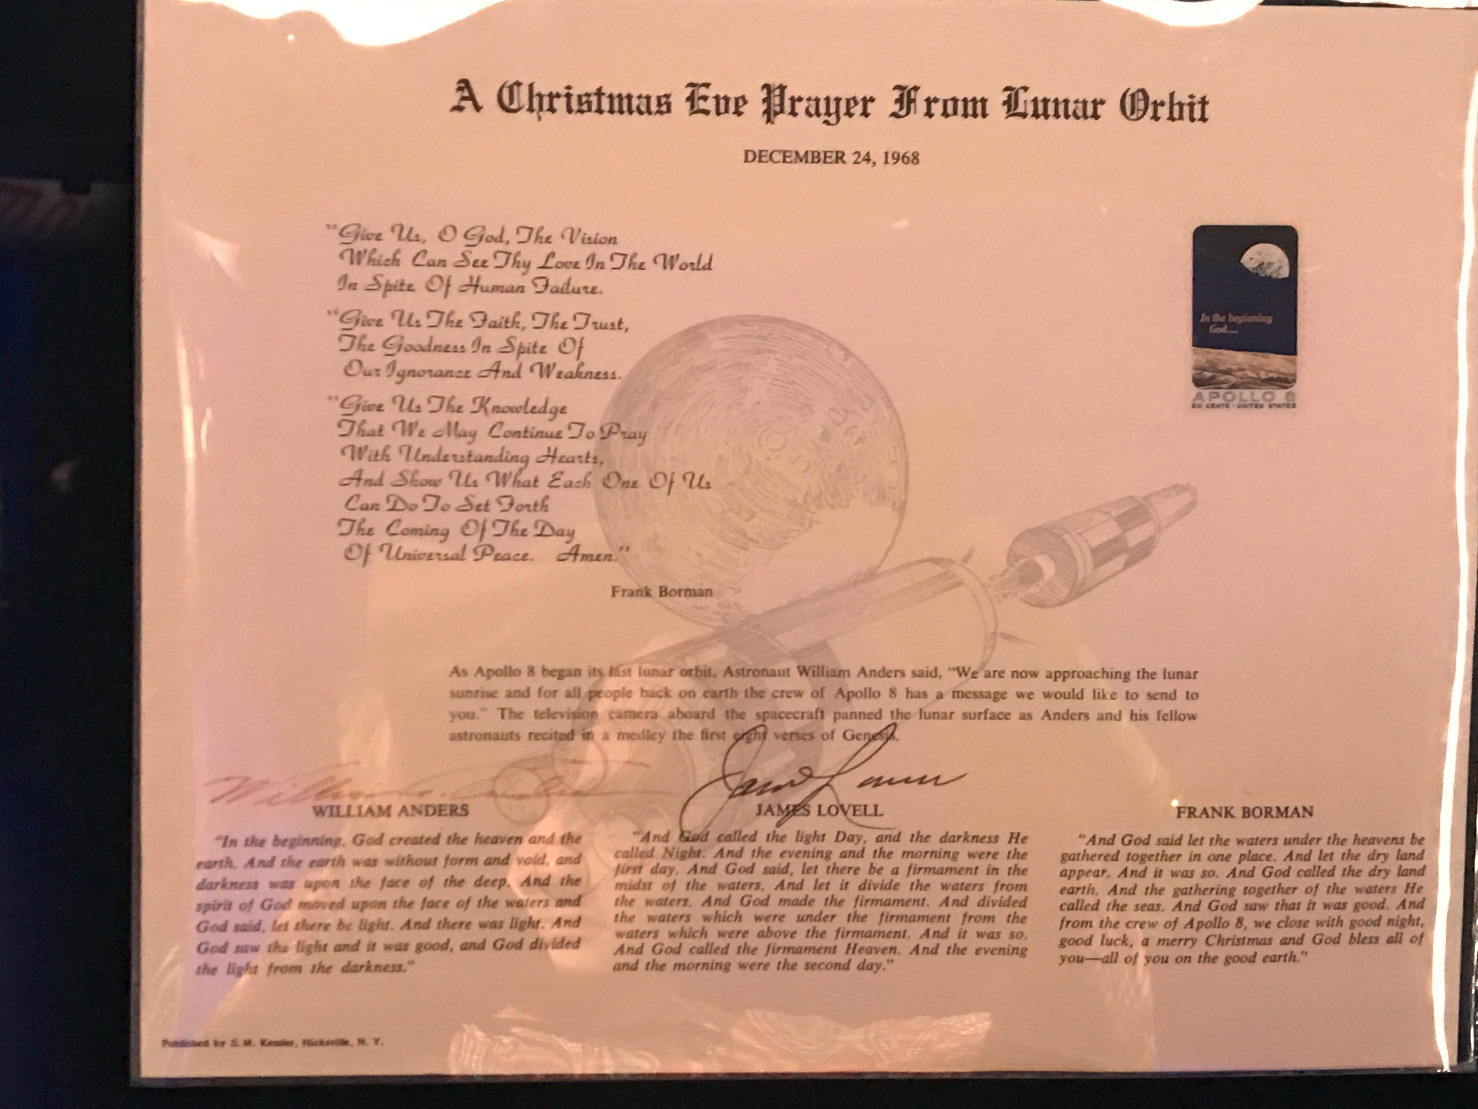 A Christmas Eve Prayer From Lunar Orbit
DECEMBER 24, 1968
"Give Us, O God, The Vision
Which Can See Thy Love In The World
In Spite Of Human Failure.
"Give Us The Faith, The Trust,
The Goodness In Spite Of
Our Ignorance And Weakness.
"Give Us The Knowledge
That We May Continue To Pray
With Understanding Hearts,
And Show Us What Each One Of Us
Can Do To Set Forth
The Coming Of The Day
Of Universal Peace. Amen."
Frank Borman
In the beginning
God...
APOLLO 8
SIX CENTS · UNITED STATES
As Apollo 8 began its last lunar orbit, Astronaut William Anders said, "We are now approaching the lunar
sunrise and for all people back on earth the crew of Apollo 8 has a message we would like to send to
you." The television camera aboard the spacecraft panned the lunar surface as Anders and his fellow
astronauts recited in a medley the first eight verses of Genesis.
William A. Anders
James Lovell
WILLIAM ANDERS
"In the beginning, God created the heaven and the
earth. And the earth was without form and void, and
darkness was upon the face of the deep. And the
spirit of God moved upon the face of the waters and
God said, let there be light. And there was light. And
God saw the light and it was good, and God divided
the light from the darkness."
JAMES LOVELL
"And God called the light Day, and the darkness He
called Night. And the evening and the morning were the
first day. And God said, let there be a firmament in the
midst of the waters. And let it divide the waters from
the waters. And God made the firmament. And divided
the waters which were under the firmament from the
waters which were above the firmament. And it was so.
And God called the firmament Heaven. And the evening
and the morning were the second day."
FRANK BORMAN
"And God said let the waters under the heavens be
gathered together in one place. And let the dry land
appear. And it was so. And God called the dry land
earth. And the gathering together of the waters He
called the seas. And God saw that it was good. And
from the crew of Apollo 8, we close with good night,
good luck, a merry Christmas and God bless all of
you—all of you on the good earth."
Published by S. M. Kessler, Hicksville, N. Y.